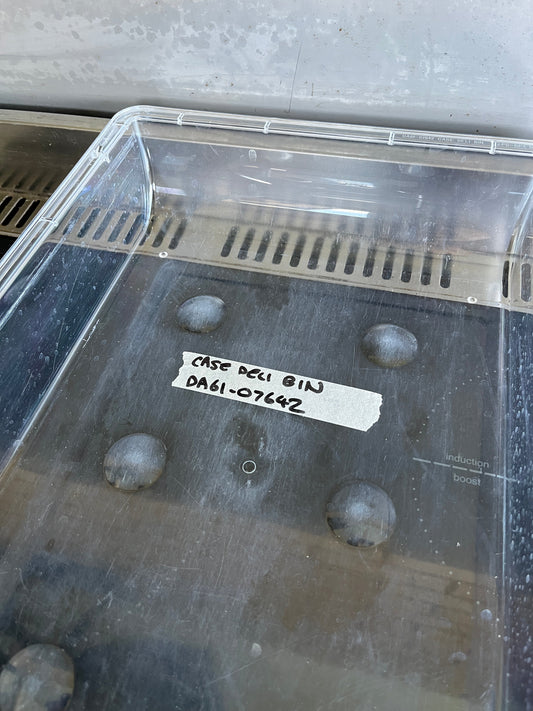 CASE DELI BIN
DA61-07642
induction
boost